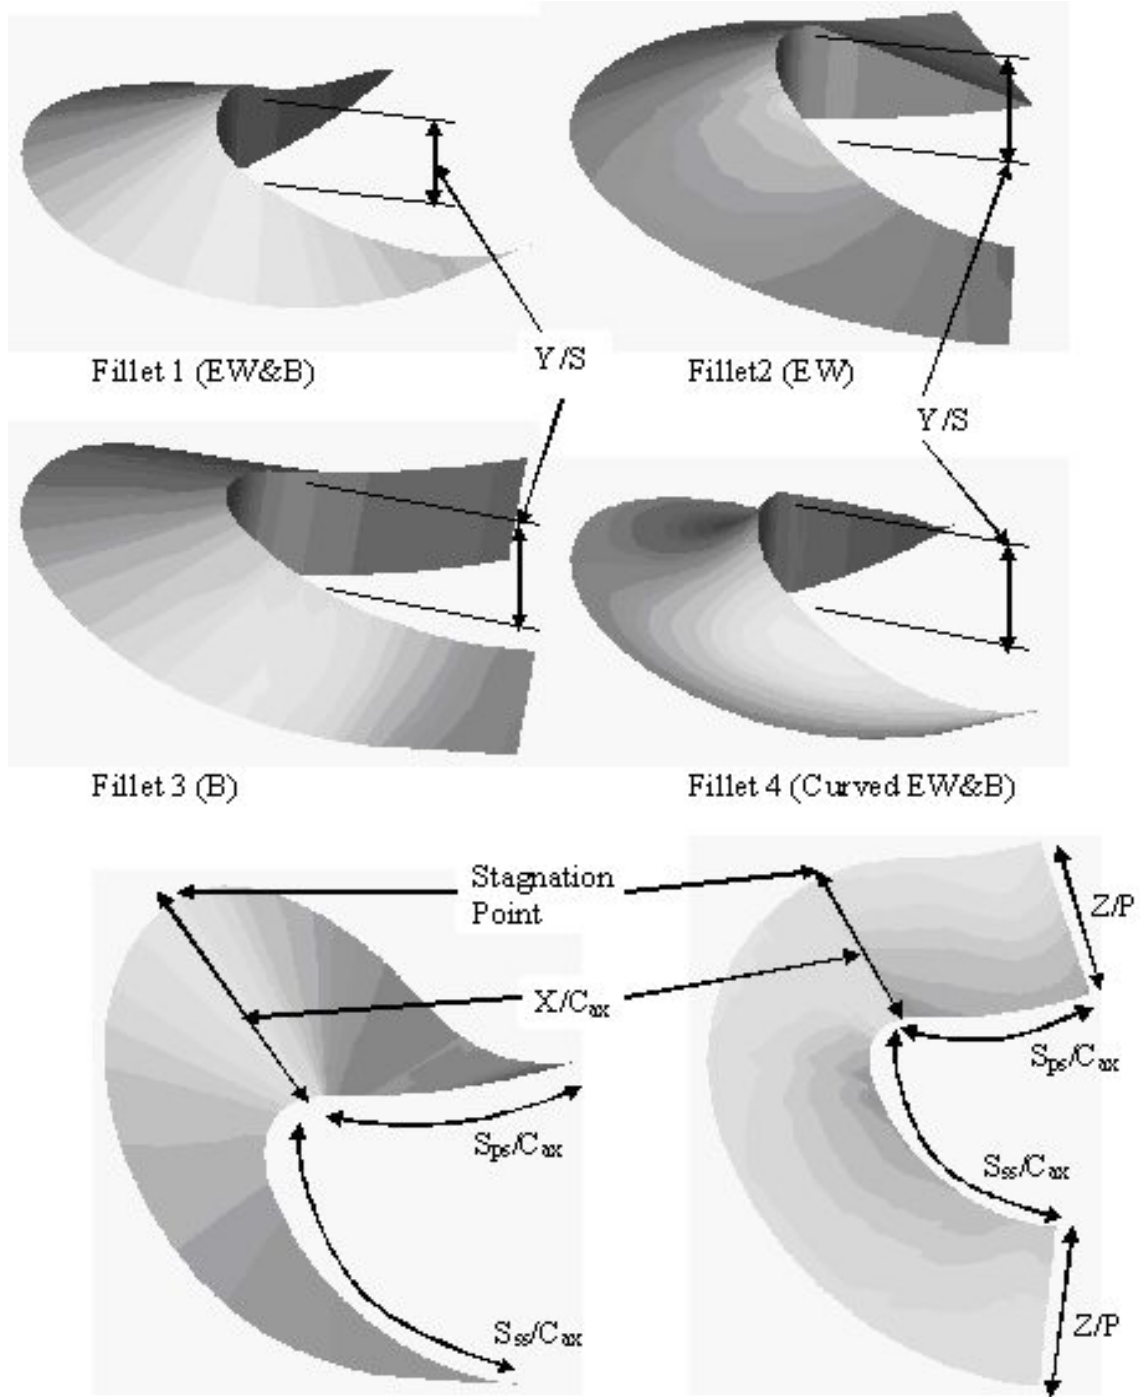 Y/S
Fillet 1 (EW&B)
Fillet2 (EW)
Y/S
Fillet 3 (B)
Fillet 4 (Curved EW&B)
Stagnation
Point
Z/P
X/Cax
Sps/Cax
Sps/Cax
Sss/Cax
Sss/Cax
Z/P